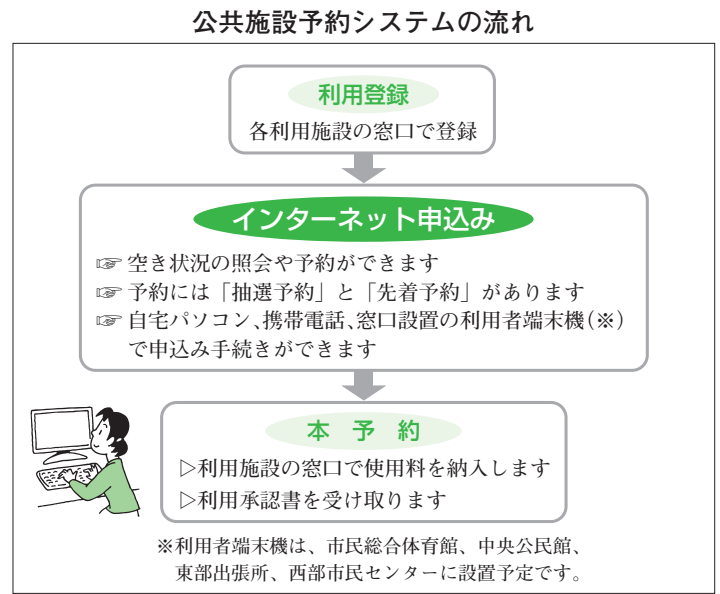 公共施設予約システムの流れ
利用登録
各利用施設の窓口で登録
インターネット申込み
☞ 空き状況の照会や予約ができます
☞ 予約には「抽選予約」と「先着予約」があります
☞ 自宅パソコン、携帯電話、窓口設置の利用者端末機(※)
で申込み手続きができます
本 予 約
▷利用施設の窓口で使用料を納入します
▷利用承認書を受け取ります
※利用者端末機は、市民総合体育館、中央公民館、
東部出張所、西部市民センターに設置予定です。